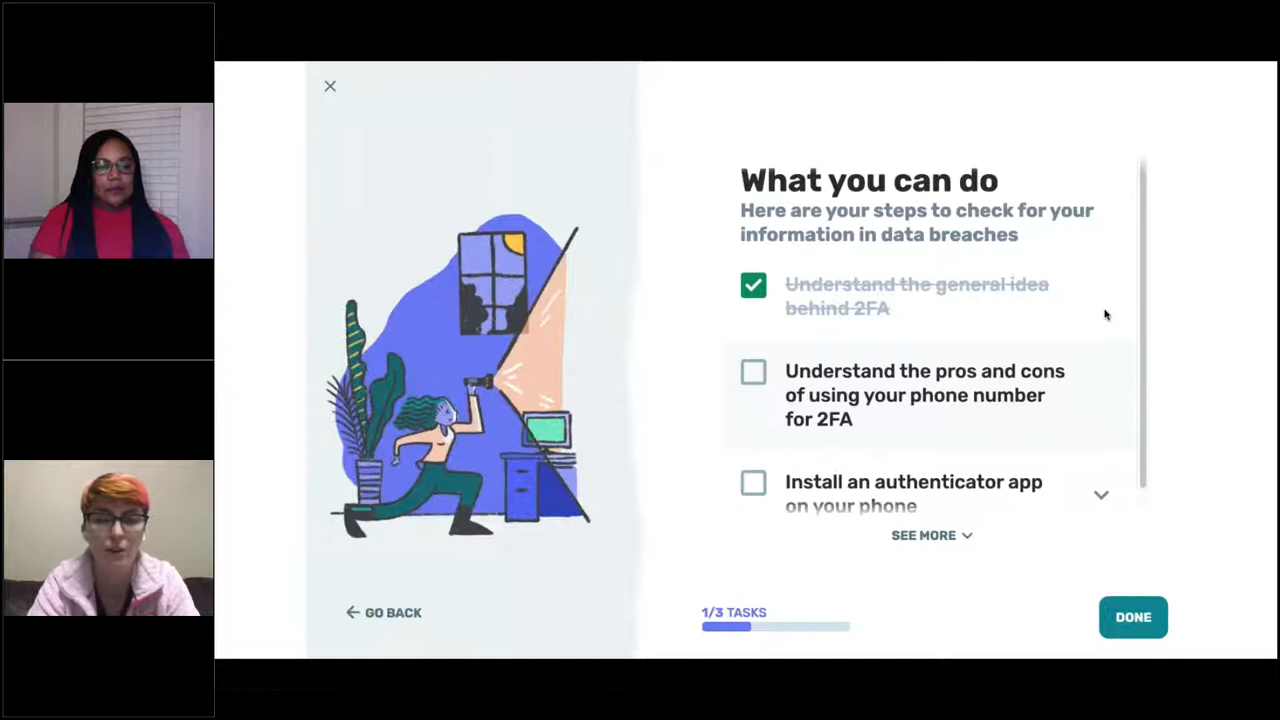 What you can do
Here are your steps to check for your
information in data breaches
Understand the general idea
behind 2FA
Understand the pros and cons
of using your phone number
for 2FA
Install an authenticator app
on your phone
SEE MORE
GO BACK
1/3 TASKS
DONE